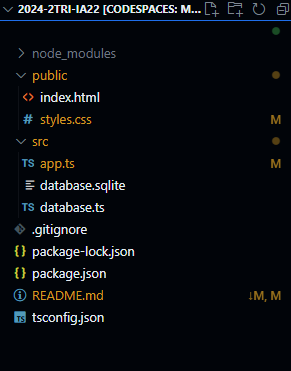 2024-2TRI-IA22 [CODESPACES: M...
node_modules
public
index.html
styles.css M
src
TS app.ts M
database.sqlite
TS database.ts
.gitignore
package-lock.json
package.json
README.md ↓M, M
TS tsconfig.json